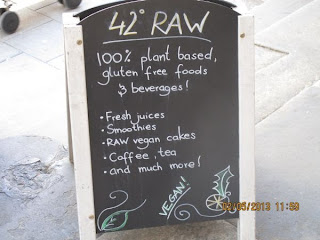 42° RAW
100% plant based,
gluten free foods
& beverages!
• Fresh juices
• Smoothies
• RAW vegan cakes
• Coffee, tea
• and much more!
VEGAN!